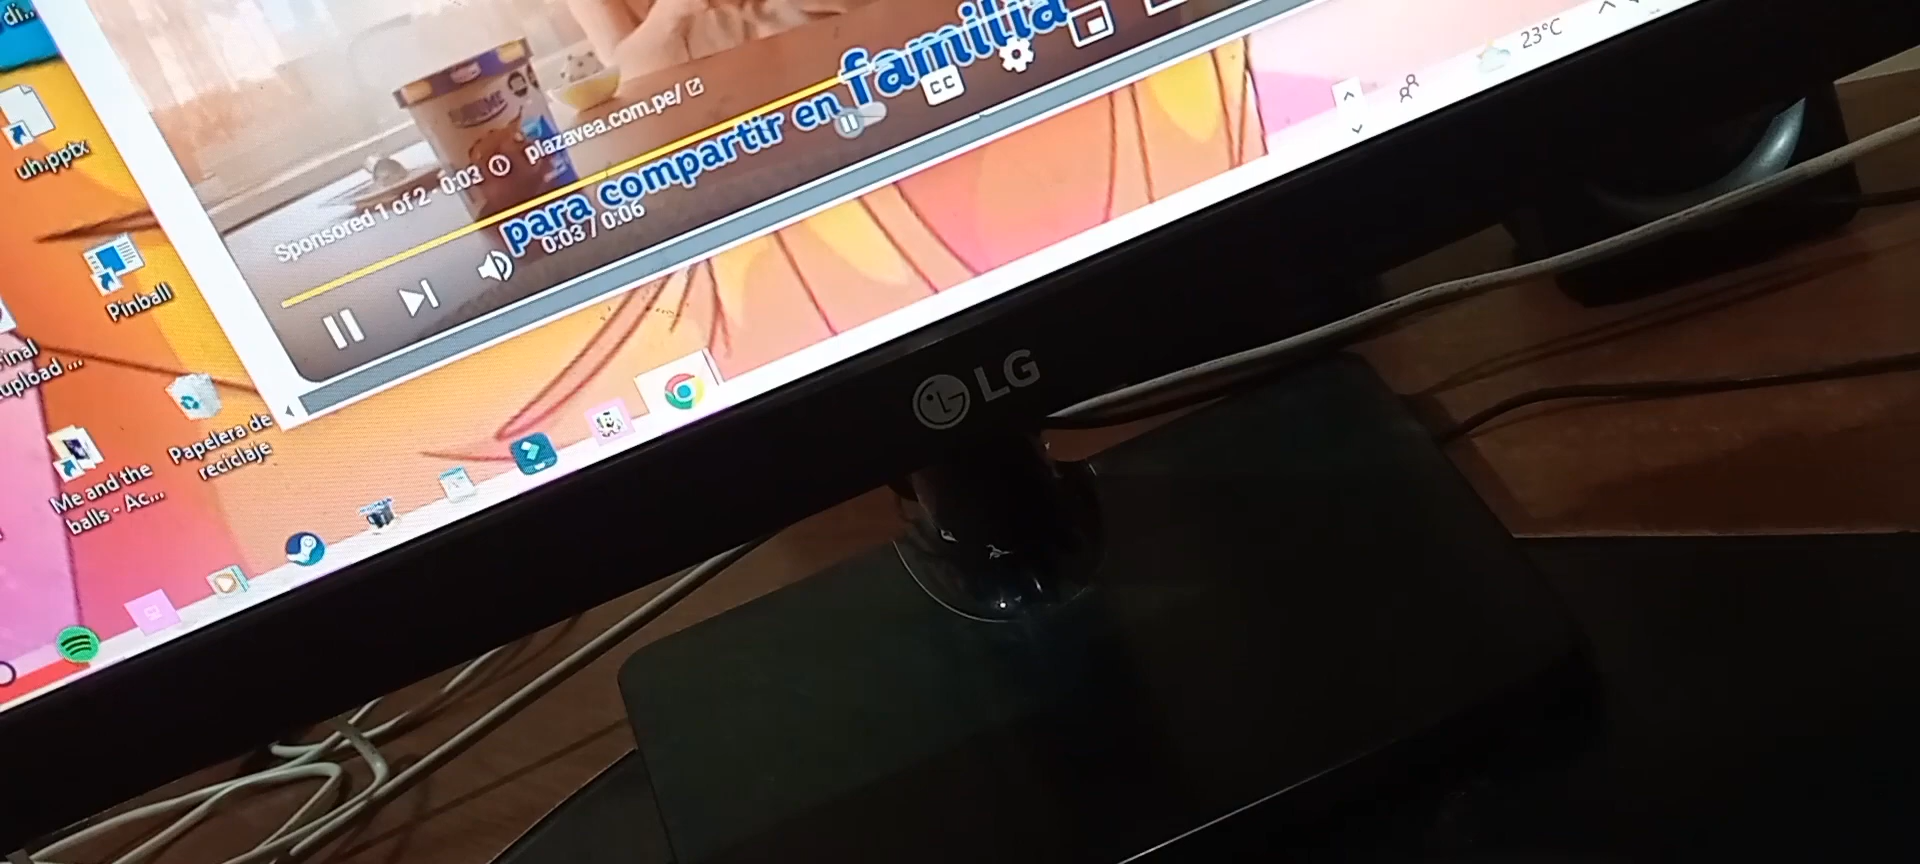 di...
uh.pptx
Pinball
Final
upload ...
Me and the
balls - Ac...
Papelera de
reciclaje
para compartir en familia
Sponsored 1 of 2 · 0:03
plazavea.com.pe/
0:03 / 0:06
CC
23°C
LG